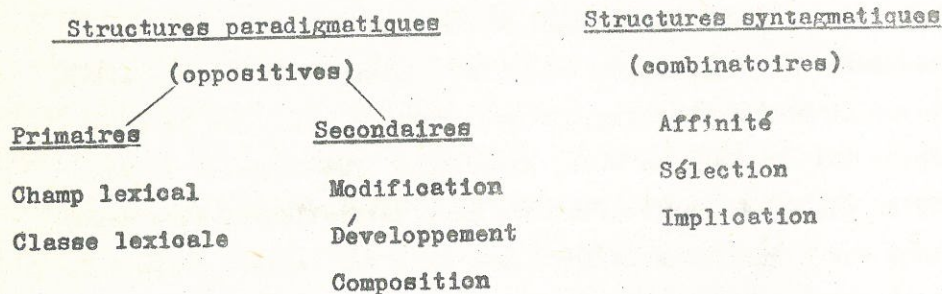 Structures paradigmatiques
(oppositives)
Primaires
Champ lexical
Classe lexicale
Secondaires
Modification
Développement
Composition
Structures syntagmatiques
(combinatoires)
Affinité
Sélection
Implication